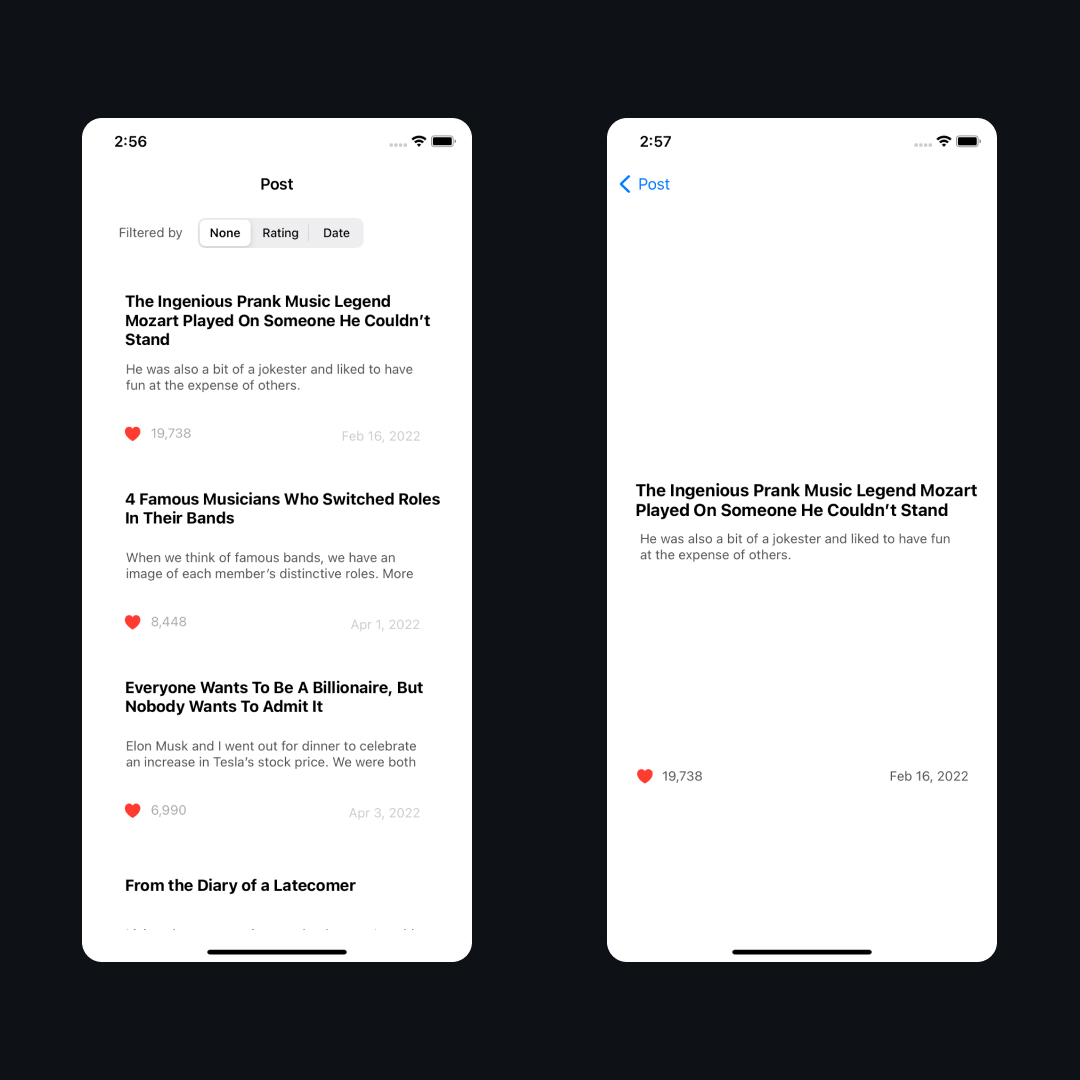 2:56
Post
Filtered by None Rating Date
The Ingenious Prank Music Legend
Mozart Played On Someone He Couldn’t
Stand
He was also a bit of a jokester and liked to have
fun at the expense of others.
19,738 Feb 16, 2022
4 Famous Musicians Who Switched Roles
In Their Bands
When we think of famous bands, we have an
image of each member’s distinctive roles. More
8,448 Apr 1, 2022
Everyone Wants To Be A Billionaire, But
Nobody Wants To Admit It
Elon Musk and I went out for dinner to celebrate
an increase in Tesla’s stock price. We were both
6,990 Apr 3, 2022
From the Diary of a Latecomer
2:57
Post
The Ingenious Prank Music Legend Mozart
Played On Someone He Couldn’t Stand
He was also a bit of a jokester and liked to have fun
at the expense of others.
19,738 Feb 16, 2022